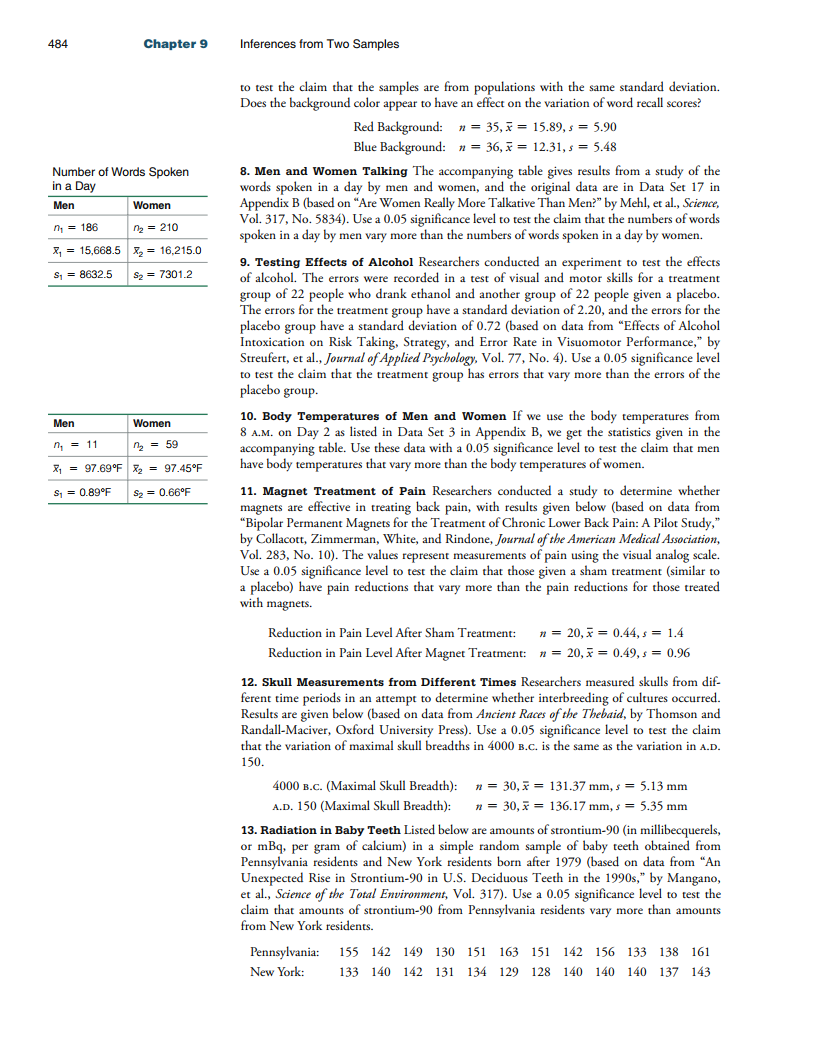 484 Chapter 9 Inferences from Two Samples
to test the claim that the samples are from populations with the same standard deviation.
Does the background color appear to have an effect on the variation of word recall scores?
Red Background: n = 35, x̄ = 15.89, s = 5.90
Blue Background: n = 36, x̄ = 12.31, s = 5.48
Number of Words Spoken
in a Day
Men Women
n₁ = 186 n₂ = 210
x̄₁ = 15,668.5 x̄₂ = 16,215.0
s₁ = 8632.5 s₂ = 7301.2
8. Men and Women Talking The accompanying table gives results from a study of the
words spoken in a day by men and women, and the original data are in Data Set 17 in
Appendix B (based on “Are Women Really More Talkative Than Men?” by Mehl, et al., Science,
Vol. 317, No. 5834). Use a 0.05 significance level to test the claim that the numbers of words
spoken in a day by men vary more than the numbers of words spoken in a day by women.
9. Testing Effects of Alcohol Researchers conducted an experiment to test the effects
of alcohol. The errors were recorded in a test of visual and motor skills for a treatment
group of 22 people who drank ethanol and another group of 22 people given a placebo.
The errors for the treatment group have a standard deviation of 2.20, and the errors for the
placebo group have a standard deviation of 0.72 (based on data from “Effects of Alcohol
Intoxication on Risk Taking, Strategy, and Error Rate in Visuomotor Performance,” by
Streufert, et al., Journal of Applied Psychology, Vol. 77, No. 4). Use a 0.05 significance level
to test the claim that the treatment group has errors that vary more than the errors of the
placebo group.
Men Women
n₁ = 11 n₂ = 59
x̄₁ = 97.69°F x̄₂ = 97.45°F
s₁ = 0.89°F s₂ = 0.66°F
10. Body Temperatures of Men and Women If we use the body temperatures from
8 A.M. on Day 2 as listed in Data Set 3 in Appendix B, we get the statistics given in the
accompanying table. Use these data with a 0.05 significance level to test the claim that men
have body temperatures that vary more than the body temperatures of women.
11. Magnet Treatment of Pain Researchers conducted a study to determine whether
magnets are effective in treating back pain, with results given below (based on data from
“Bipolar Permanent Magnets for the Treatment of Chronic Lower Back Pain: A Pilot Study,”
by Collacott, Zimmerman, White, and Rindone, Journal of the American Medical Association,
Vol. 283, No. 10). The values represent measurements of pain using the visual analog scale.
Use a 0.05 significance level to test the claim that those given a sham treatment (similar to
a placebo) have pain reductions that vary more than the pain reductions for those treated
with magnets.
Reduction in Pain Level After Sham Treatment: n = 20, x̄ = 0.44, s = 1.4
Reduction in Pain Level After Magnet Treatment: n = 20, x̄ = 0.49, s = 0.96
12. Skull Measurements from Different Times Researchers measured skulls from dif-
ferent time periods in an attempt to determine whether interbreeding of cultures occurred.
Results are given below (based on data from Ancient Races of the Thebaid, by Thomson and
Randall-Maciver, Oxford University Press). Use a 0.05 significance level to test the claim
that the variation of maximal skull breadths in 4000 B.C. is the same as the variation in A.D.
150.
4000 B.C. (Maximal Skull Breadth): n = 30, x̄ = 131.37 mm, s = 5.13 mm
A.D. 150 (Maximal Skull Breadth): n = 30, x̄ = 136.17 mm, s = 5.35 mm
13. Radiation in Baby Teeth Listed below are amounts of strontium-90 (in millibecquerels,
or mBq, per gram of calcium) in a simple random sample of baby teeth obtained from
Pennsylvania residents and New York residents born after 1979 (based on data from “An
Unexpected Rise in Strontium-90 in U.S. Deciduous Teeth in the 1990s,” by Mangano,
et al., Science of the Total Environment, Vol. 317). Use a 0.05 significance level to test the
claim that amounts of strontium-90 from Pennsylvania residents vary more than amounts
from New York residents.
Pennsylvania: 155 142 149 130 151 163 151 142 156 133 138 161
New York: 133 140 142 131 134 129 128 140 140 140 137 143